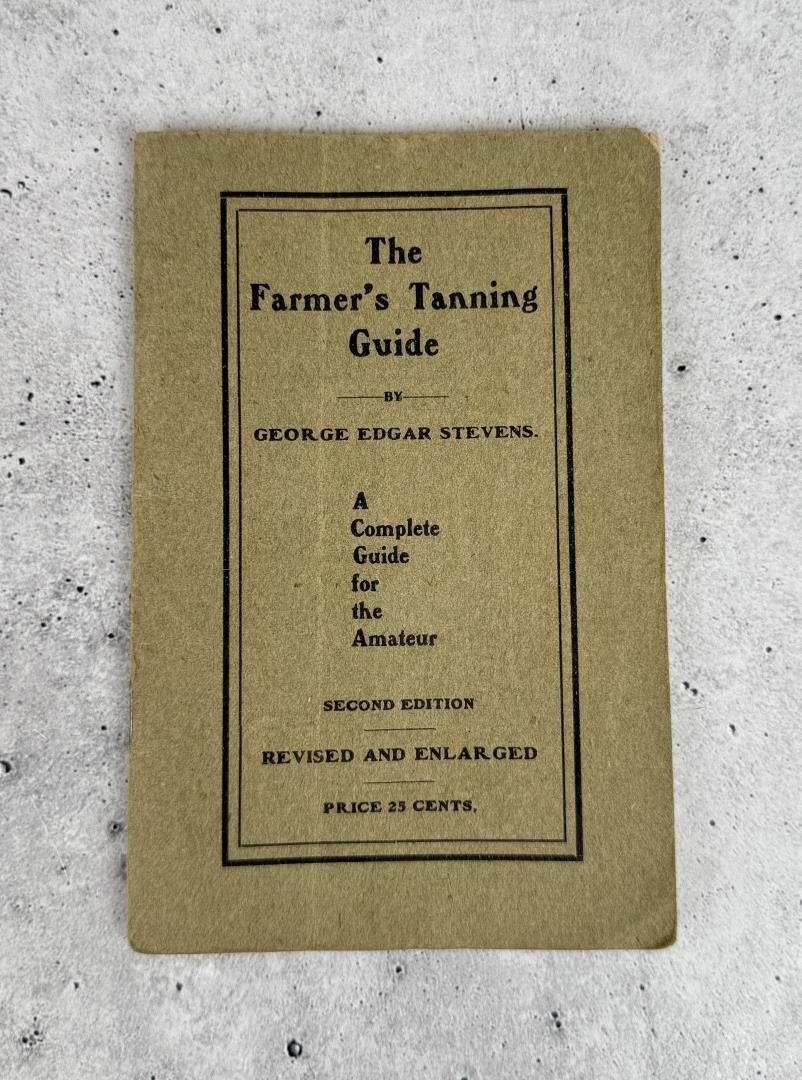 The
Farmer's Tanning
Guide
BY
GEORGE EDGAR STEVENS.
A
Complete
Guide
for
the
Amateur
SECOND EDITION
REVISED AND ENLARGED
PRICE 25 CENTS.